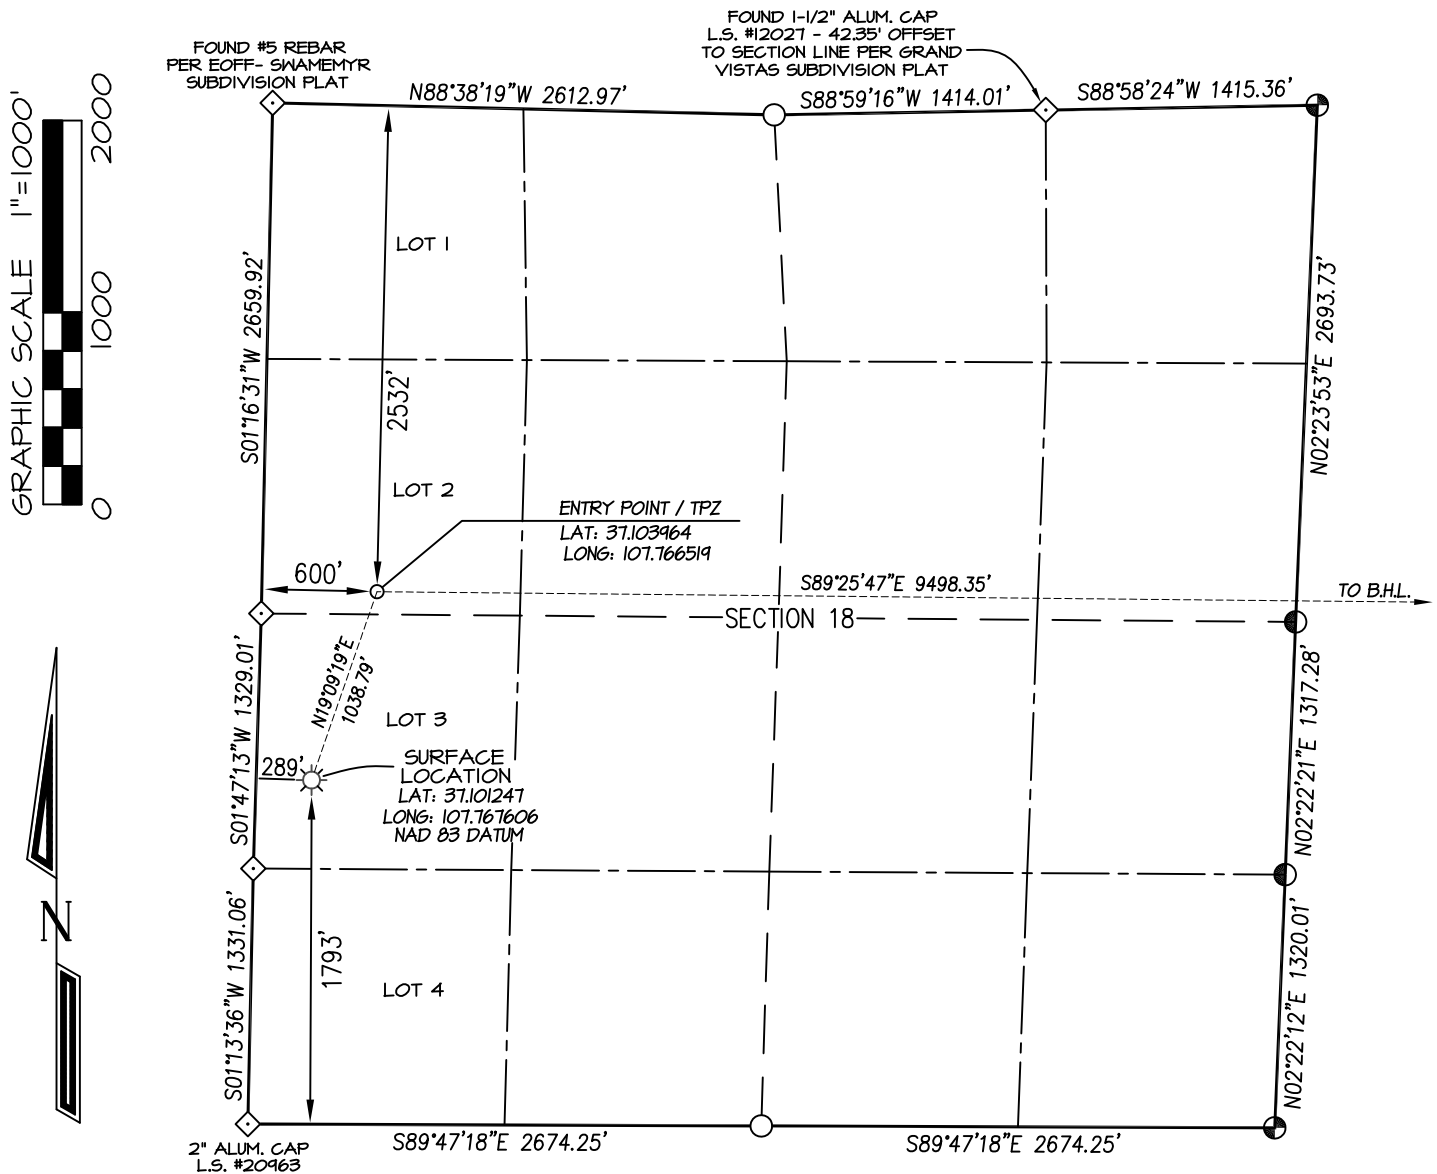 FOUND 1-1/2" ALUM. CAP
L.S. #12027 - 42.35' OFFSET
TO SECTION LINE PER GRAND
VISTAS SUBDIVISION PLAT
FOUND #5 REBAR
PER EOFF- SWAMEMYR
SUBDIVISION PLAT
N88°38'19"W 2612.97'
S88°59'16"W 1414.01'
S88°58'24"W 1415.36'
GRAPHIC SCALE 1"=1000'
2000
1000
0
LOT 1
S01°16'31"W 2659.92'
N02°23'53"E 2693.73'
2532'
LOT 2
ENTRY POINT / TPZ
LAT: 37.103964
LONG: 107.766519
600'
S89°25'47"E 9498.35'
TO B.H.L.
SECTION 18
N19°09'19"E
1038.79'
S01°47'13"W 1329.01'
N02°22'21"E 1317.28'
LOT 3
289'
SURFACE
LOCATION
LAT: 37.101247
LONG: 107.767606
NAD 83 DATUM
N
1793'
LOT 4
S01°13'36"W 1331.06'
N02°22'12"E 1320.01'
S89°47'18"E 2674.25'
S89°47'18"E 2674.25'
2" ALUM. CAP
L.S. #20963